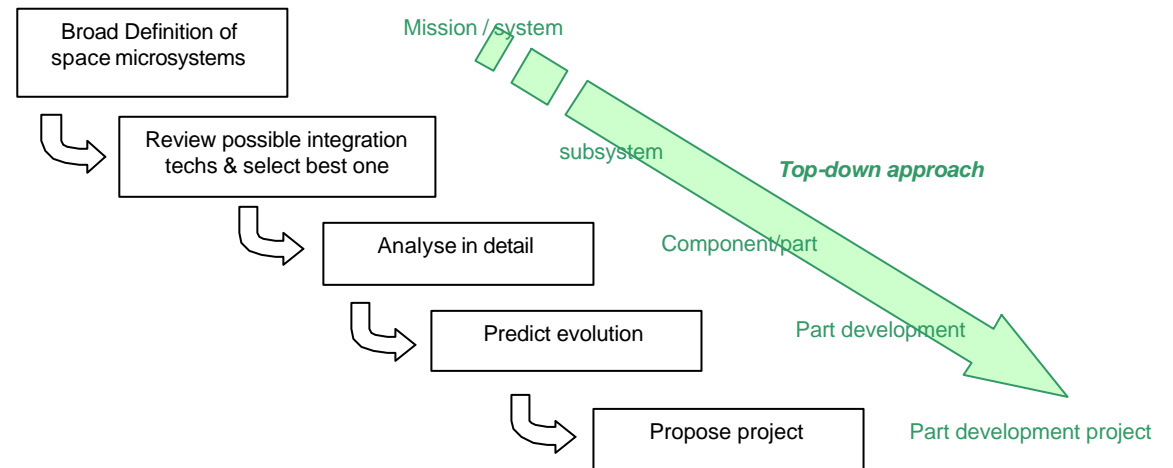 Broad Definition of
space microsystems
Mission / system
Review possible integration
techs & select best one
subsystem
Top-down approach
Analyse in detail
Component/part
Predict evolution
Part development
Propose project
Part development project